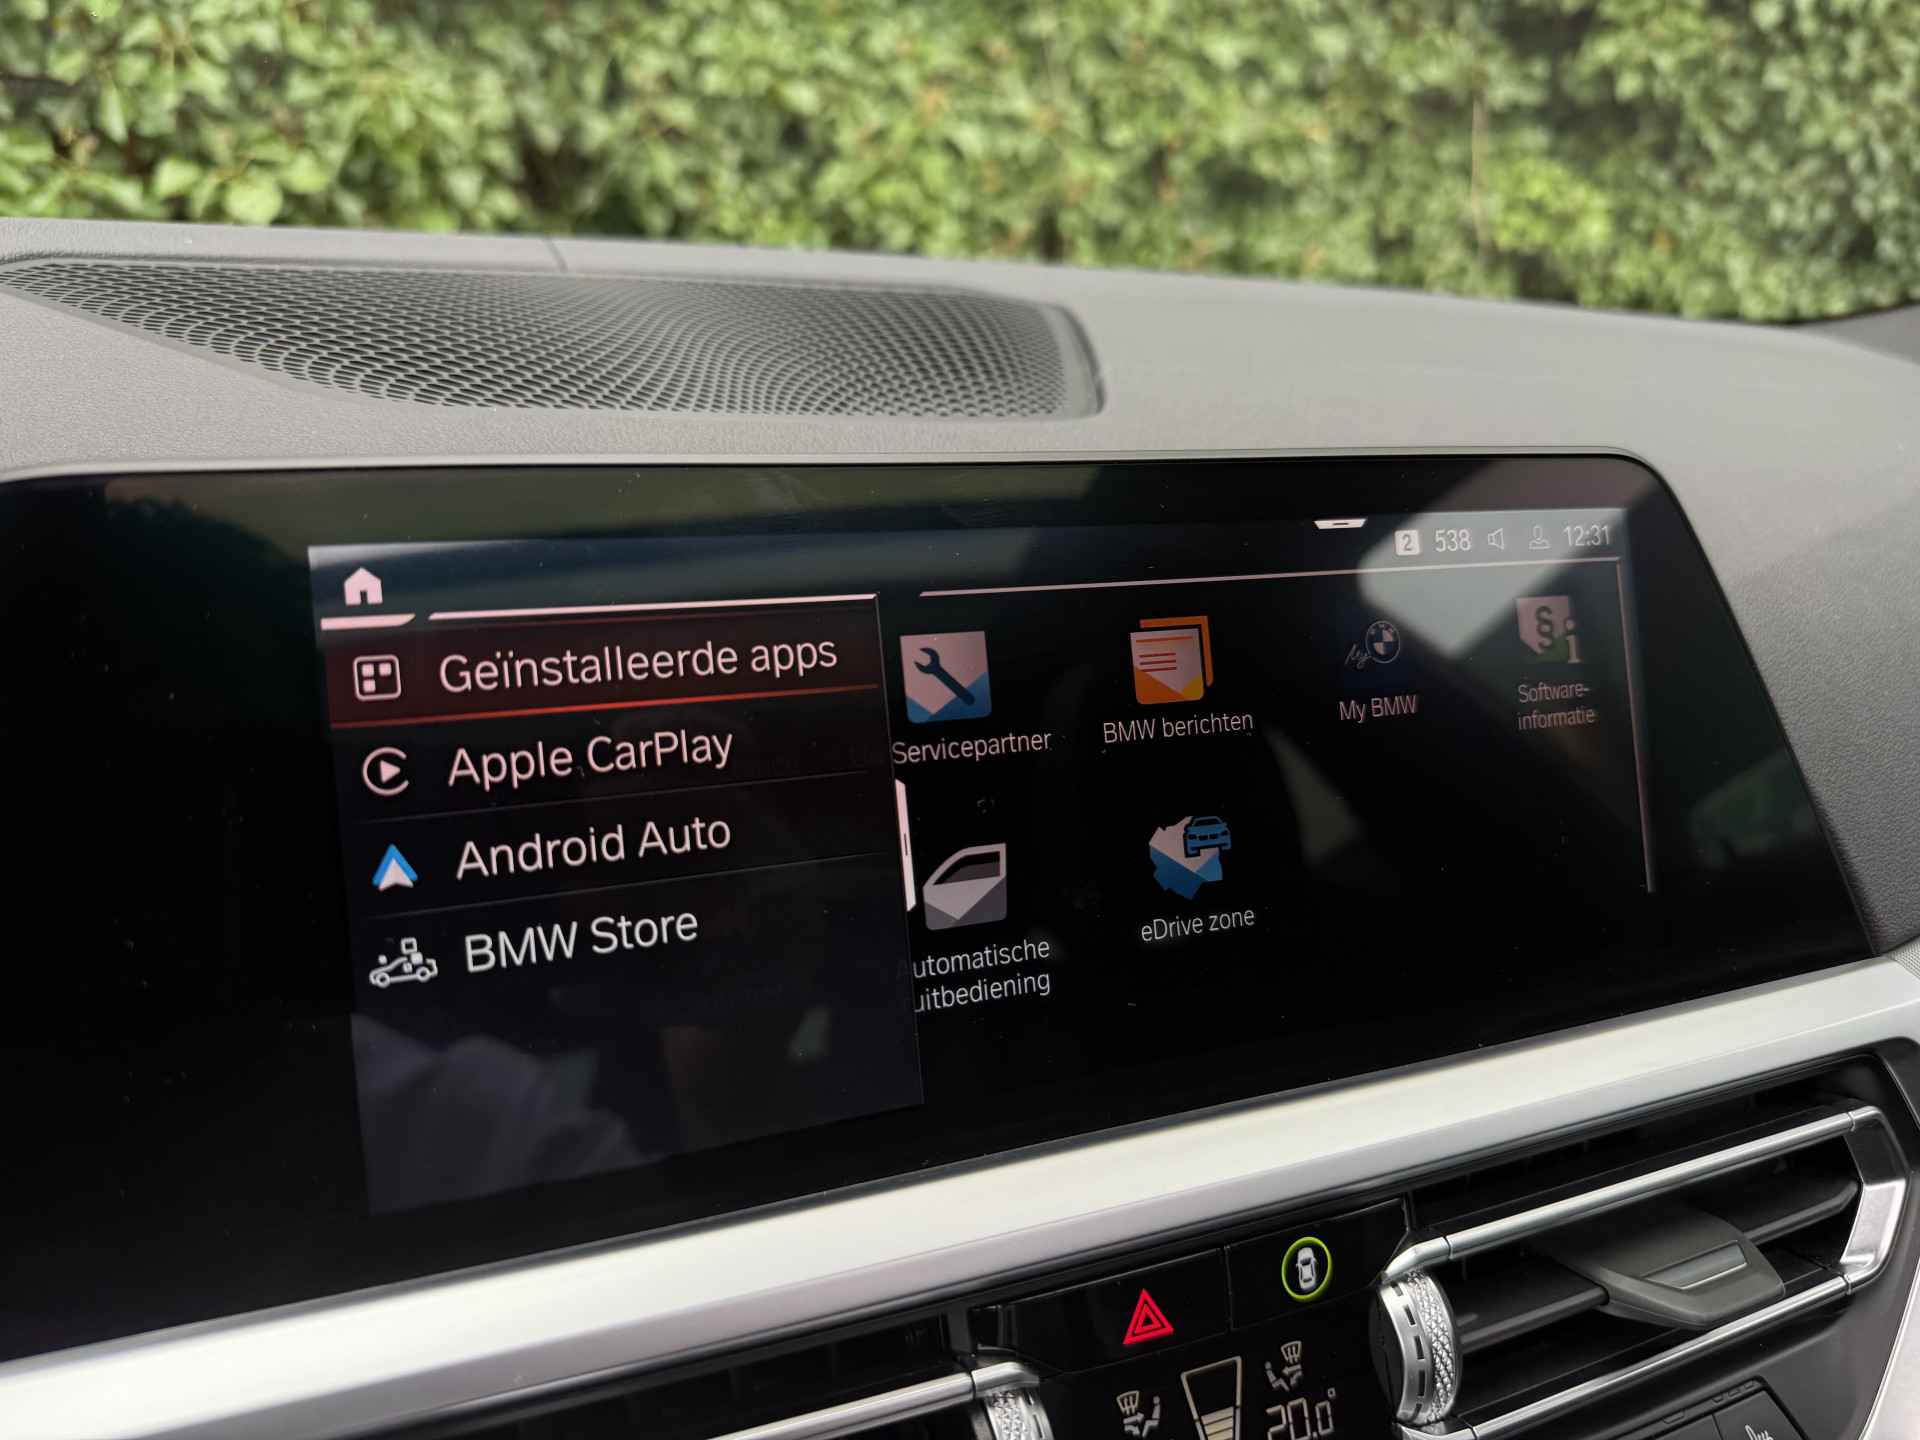 2 538 12:31
Geïnstalleerde apps
Apple CarPlay
Android Auto
BMW Store
Servicepartner
BMW berichten
My BMW
Software-
informatie
utomatische
uitbediening
eDrive zone
20.0°